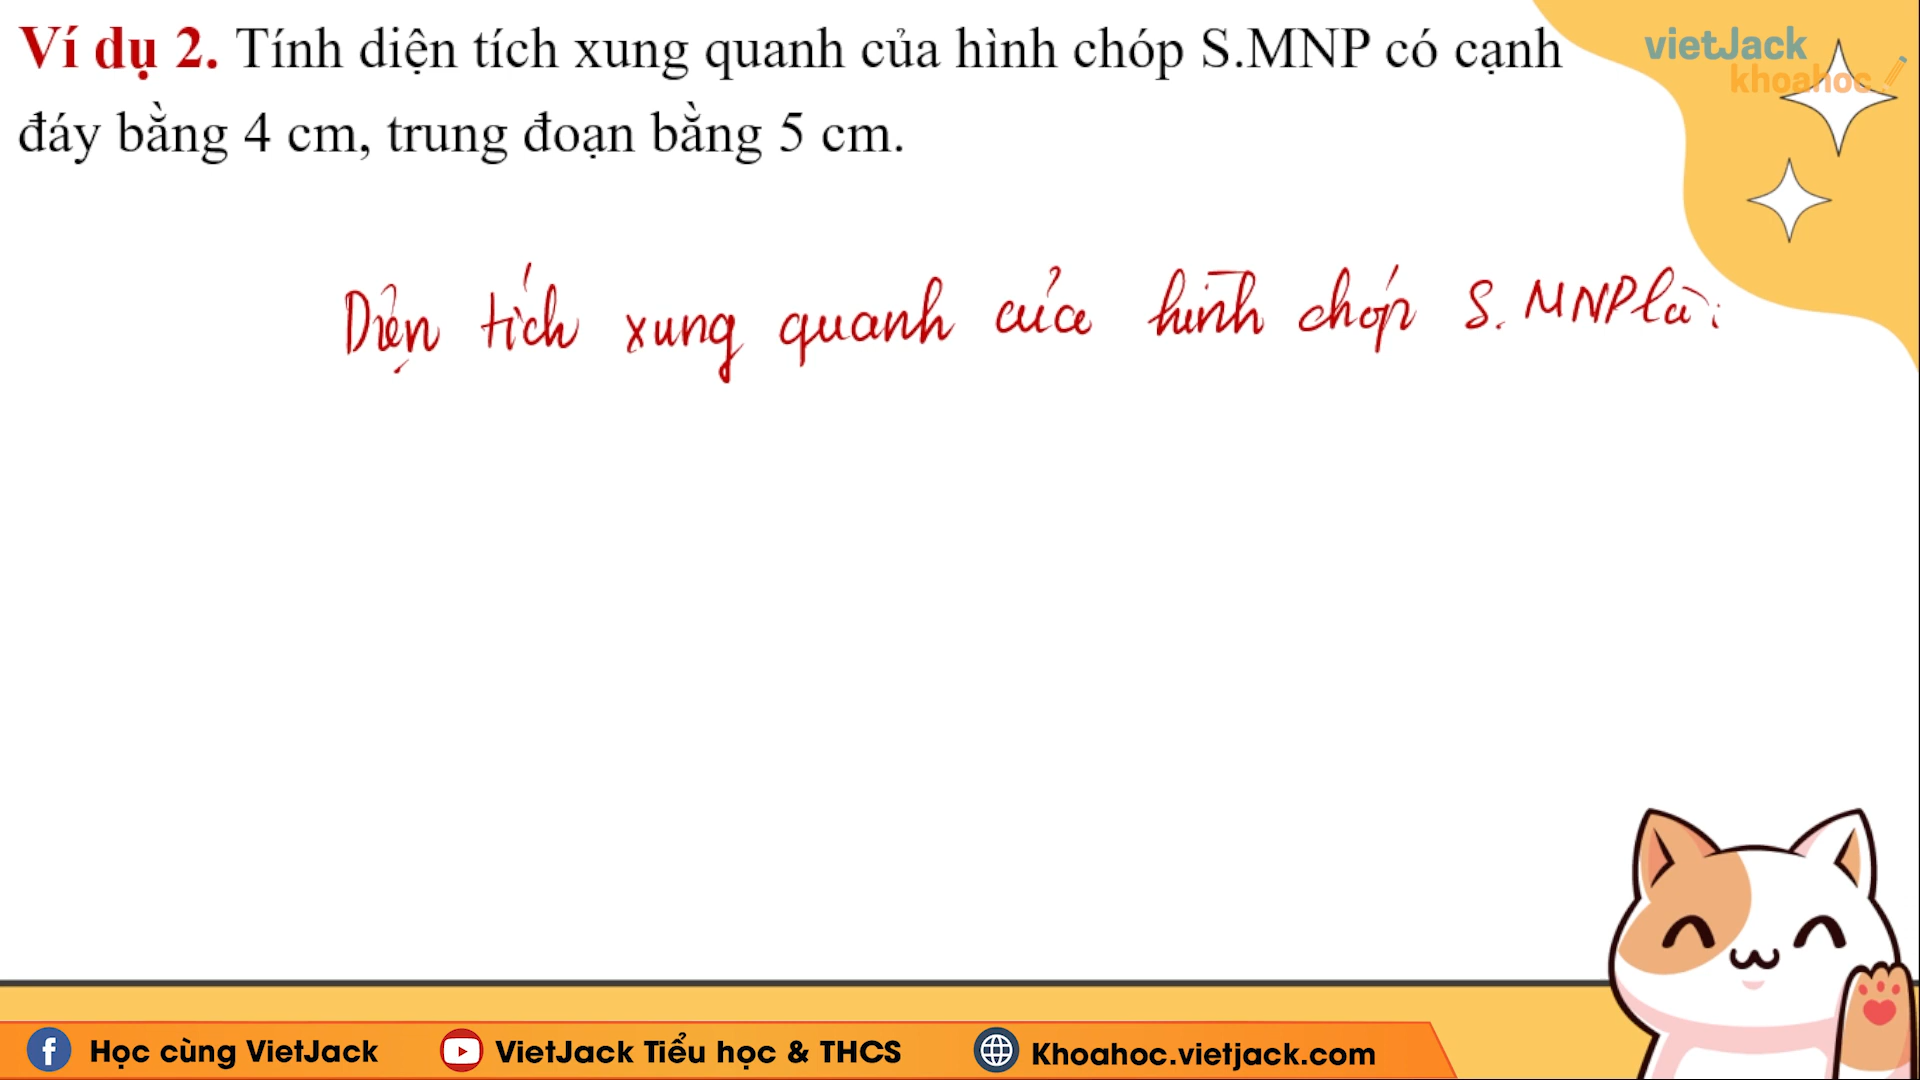 Ví dụ 2. Tính diện tích xung quanh của hình chóp S.MNP có cạnh
đáy bằng 4 cm, trung đoạn bằng 5 cm.
vietJack
khoahoc
Diện tích xung quanh của hình chóp S.MNP là:
Học cùng VietJack
VietJack Tiểu học & THCS
Khoahoc.vietjack.com